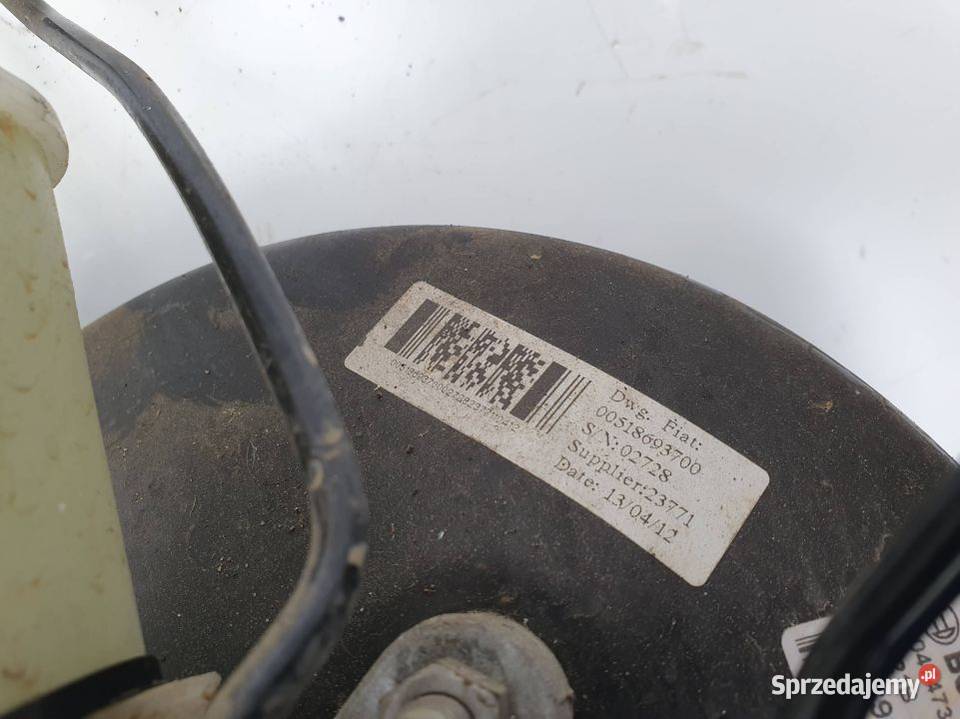 Dwg. Fiat:
00518693700
S/N:02728
Supplier:23771
Date: 13/04/12
Sprzedajemy.pl